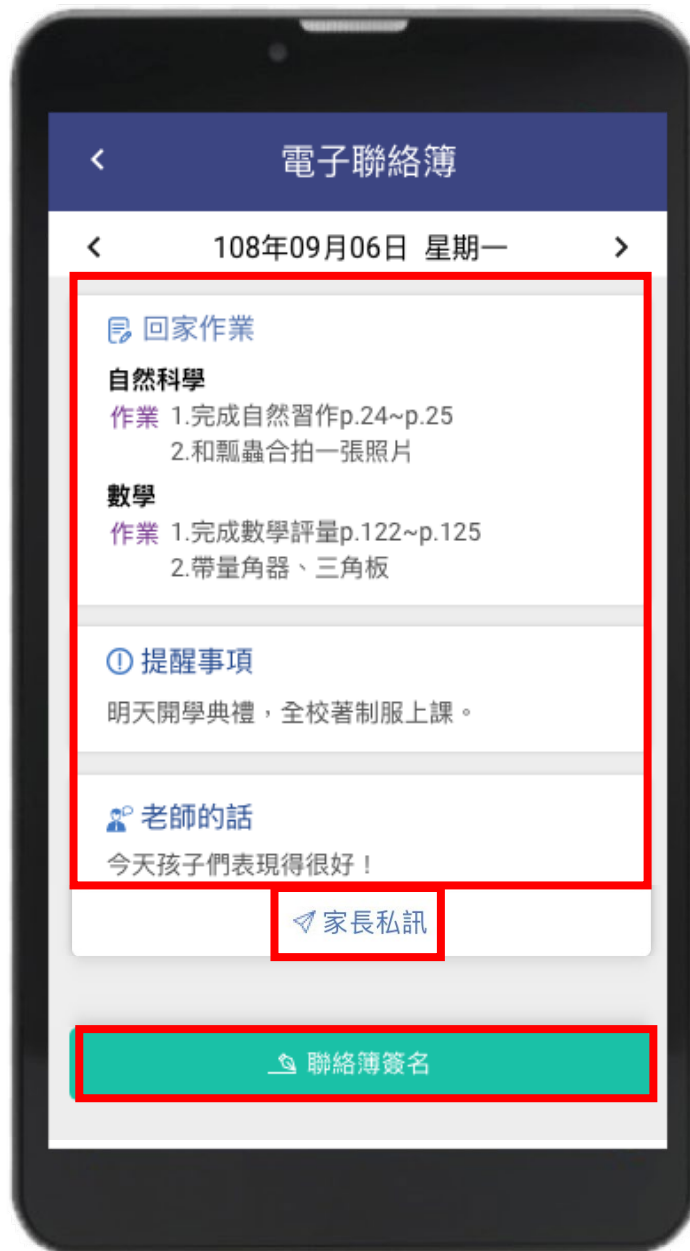 電子聯絡簿
108年09月06日 星期一
回家作業
自然科學
作業 1.完成自然習作p.24~p.25
2.和瓢蟲合拍一張照片
數學
作業 1.完成數學評量p.122~p.125
2.帶量角器、三角板
提醒事項
明天開學典禮，全校著制服上課。
老師的話
今天孩子們表現得很好！
家長私訊
聯絡簿簽名